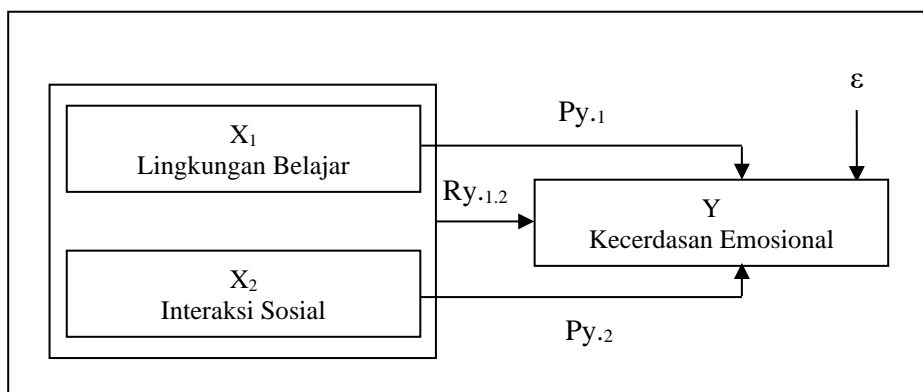 ε
Py.₁
X₁
Lingkungan Belajar
Ry.₁.₂
Y
Kecerdasan Emosional
X₂
Interaksi Sosial
Py.₂